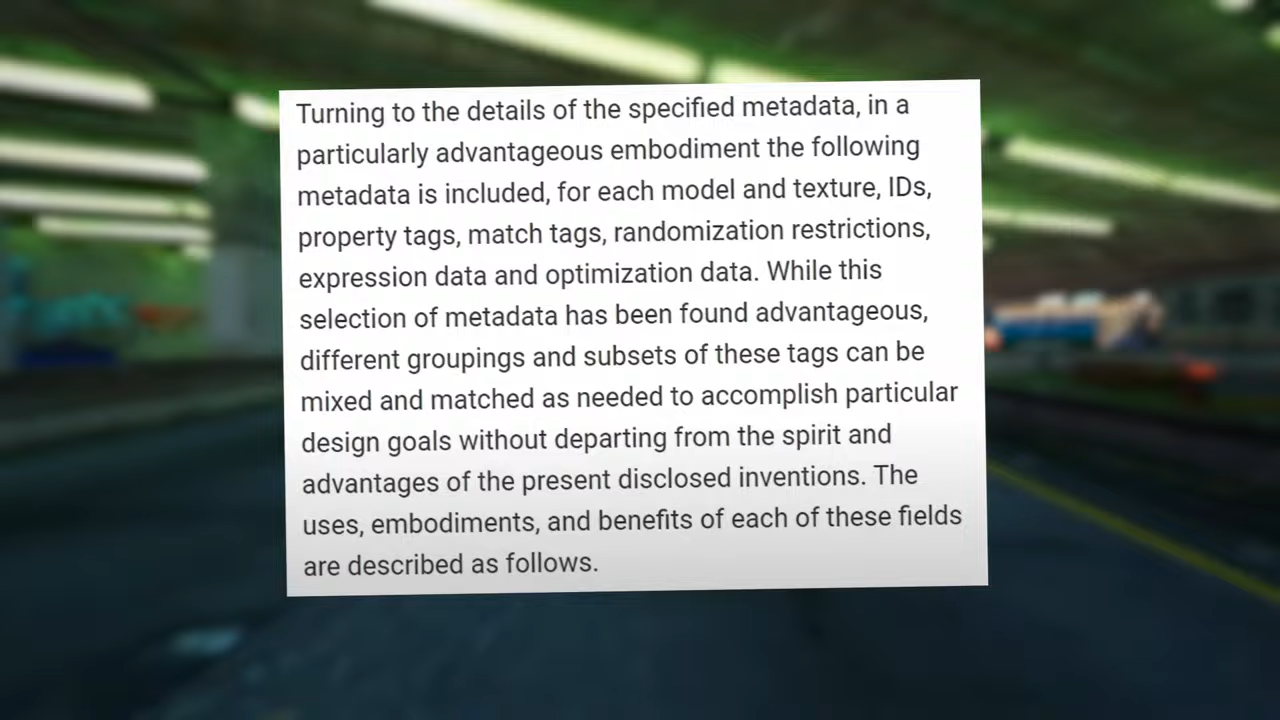 Turning to the details of the specified metadata, in a
particularly advantageous embodiment the following
metadata is included, for each model and texture, IDs,
property tags, match tags, randomization restrictions,
expression data and optimization data. While this
selection of metadata has been found advantageous,
different groupings and subsets of these tags can be
mixed and matched as needed to accomplish particular
design goals without departing from the spirit and
advantages of the present disclosed inventions. The
uses, embodiments, and benefits of each of these fields
are described as follows.